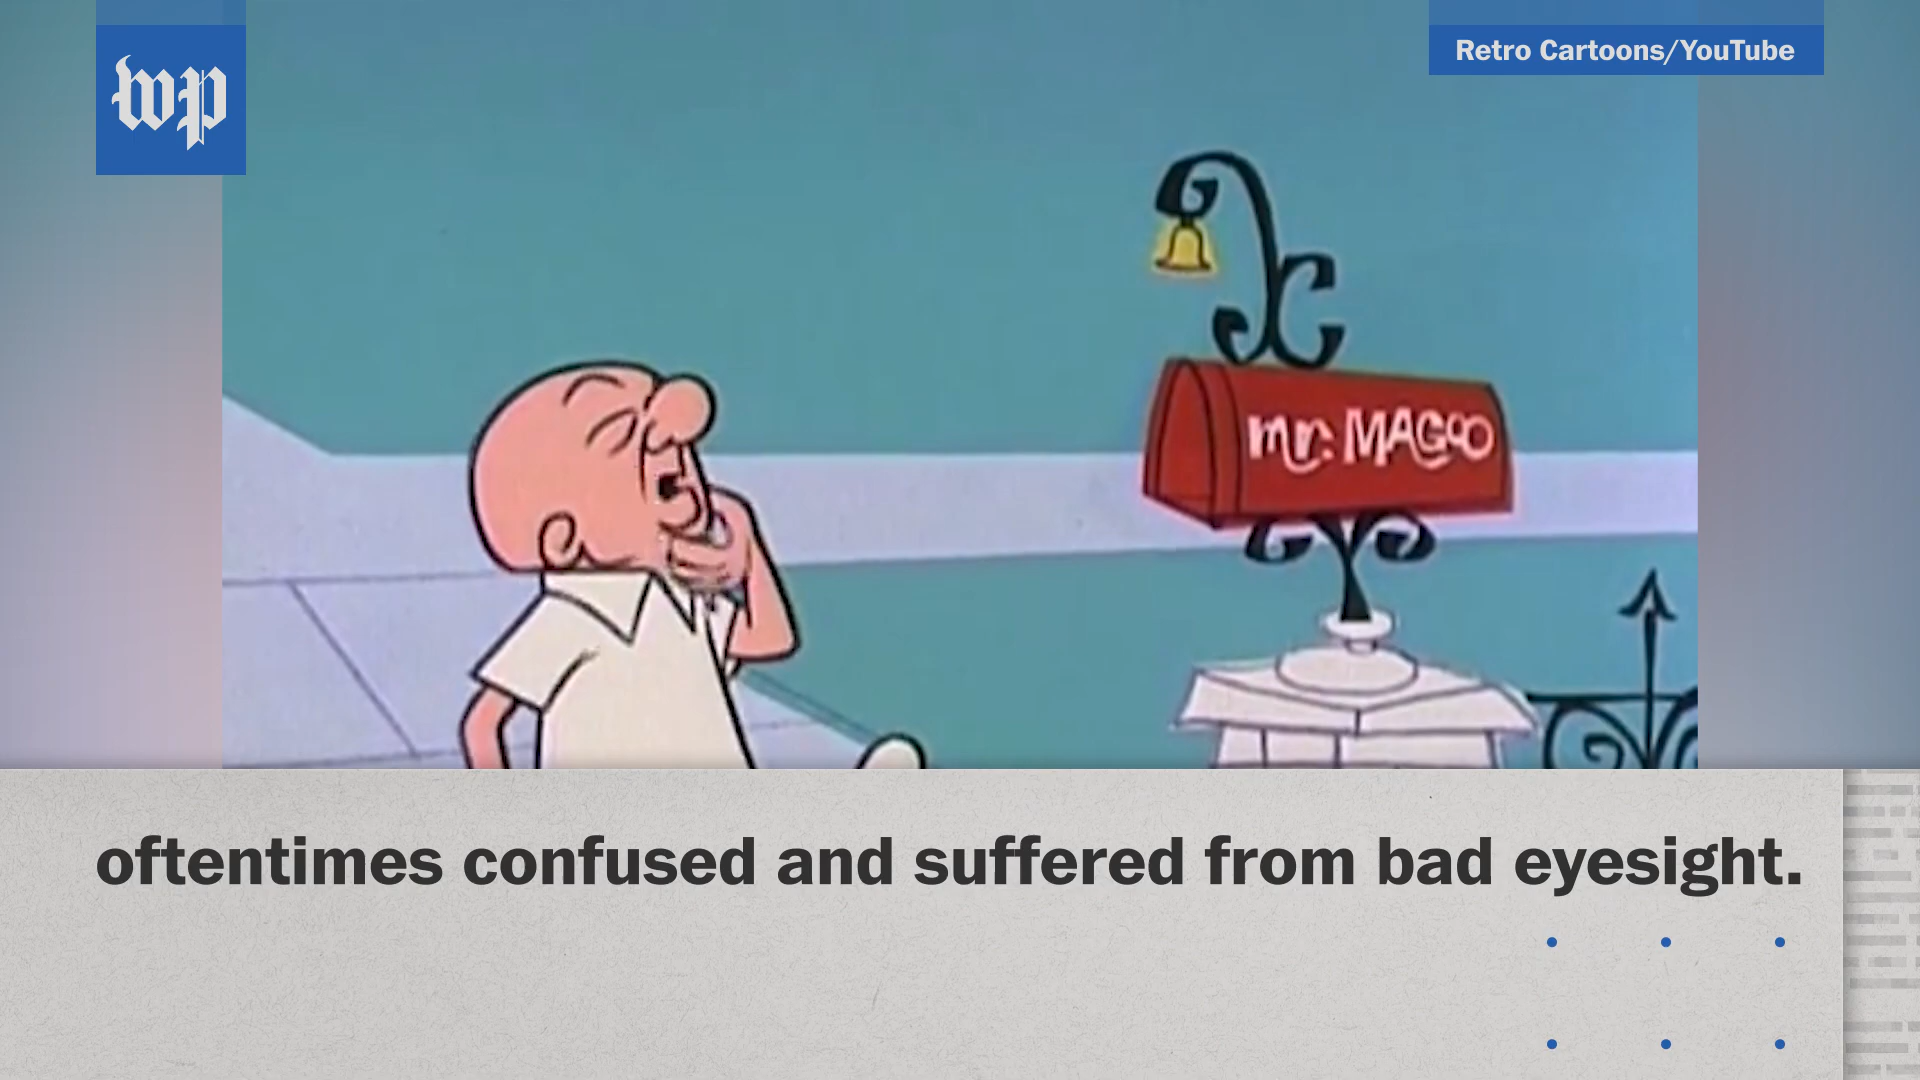 wp
Retro Cartoons/YouTube
mr. MAGOO
oftentimes confused and suffered from bad eyesight.